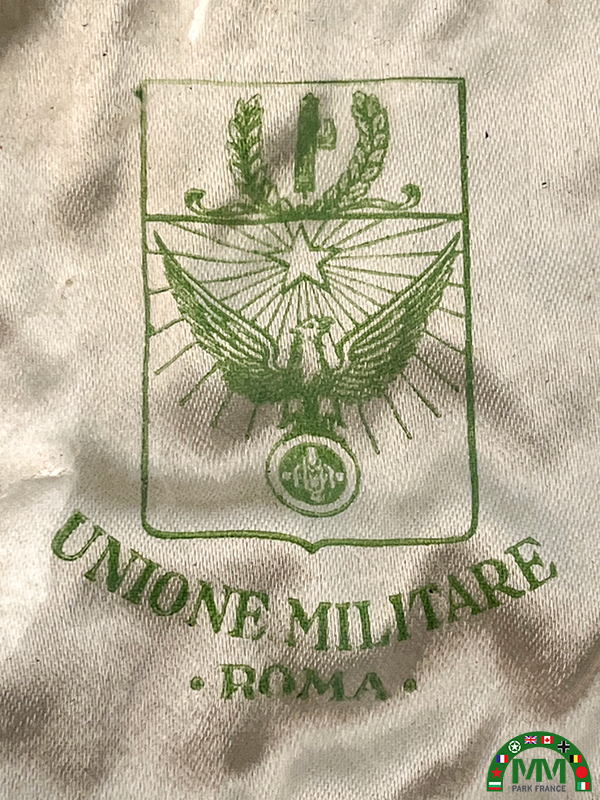 UNIONE MILITARE
• ROMA •
MM
PARK FRANCE